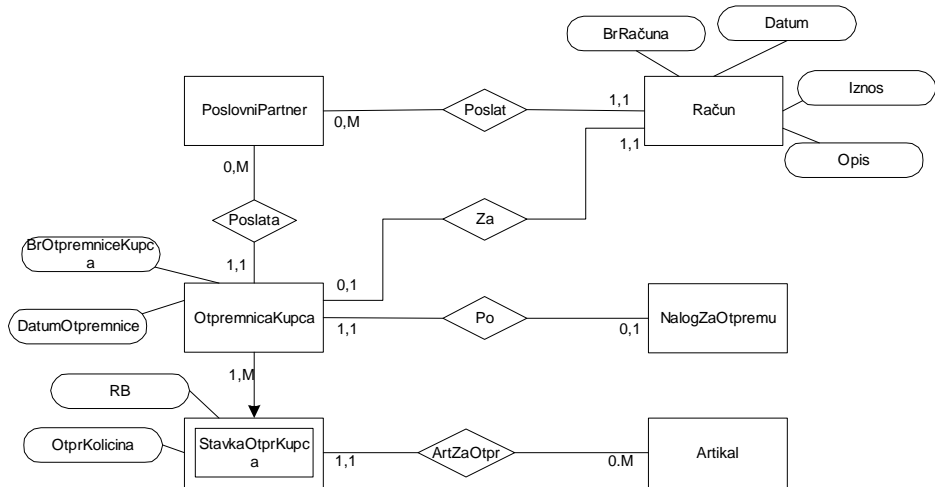 BrRačuna
Datum
PoslovniPartner
Poslat
Račun
Iznos
0,M
1,1
0,M
1,1
Opis
Poslata
Za
BrOtpremniceKupc
a
1,1
0,1
DatumOtpremnice
OtpremnicaKupca
1,1
Po
0,1
NalogZaOtpremu
1,M
RB
OtprKolicina
StavkaOtprKupc
a
1,1
ArtZaOtpr
0.M
Artikal